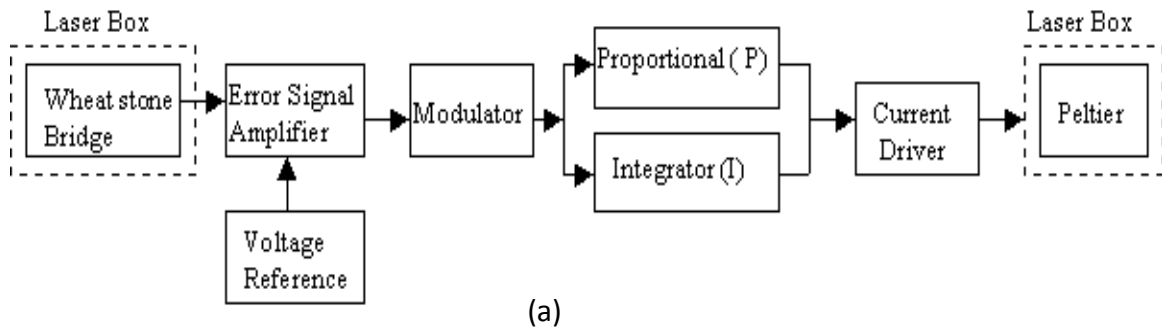 Laser Box
Wheat stone
Bridge
Error Signal
Amplifier
Voltage
Reference
Modulator
Proportional ( P)
Integrator (I)
Current
Driver
Laser Box
Peltier
(a)